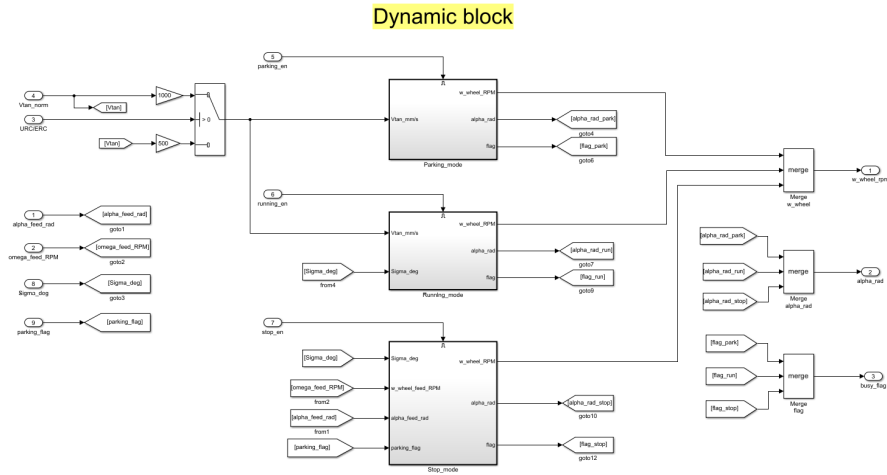 Dynamic block
5
parking_en
4
Vtan_norm
1000
[Vtan]
3
URC/ERC
> 0
[Vtan]
500
w_wheel_RPM
Vtan_mm/s
alpha_rad
flag
Parking_mode
[alpha_rad_park]
goto4
[flag_park]
goto6
merge
Merge
w_wheel
1
w_wheel_rpm
6
running_en
1
alpha_feed_rad
[alpha_feed_rad]
goto1
2
omega_feed_RPM
[omega_feed_RPM]
goto2
8
Sigma_deg
[Sigma_deg]
goto3
9
parking_flag
[parking_flag]
w_wheel_RPM
Vtan_mm/s
alpha_rad
Sigma_deg
flag
Running_mode
[Sigma_deg]
from4
[alpha_rad_run]
goto7
[flag_run]
goto9
[alpha_rad_park]
[alpha_rad_run]
[alpha_rad_stop]
merge
Merge
alpha_rad
2
alpha_rad
7
stop_en
[Sigma_deg]
[omega_feed_RPM]
from2
[alpha_feed_rad]
from1
[parking_flag]
Sigma_deg
w_wheel_RPM
w_wheel_feed_RPM
alpha_rad
alpha_feed_rad
parking_flag
flag
Stop_mode
[alpha_rad_stop]
goto10
[flag_stop]
goto12
[flag_park]
[flag_run]
[flag_stop]
merge
Merge
flag
3
busy_flag